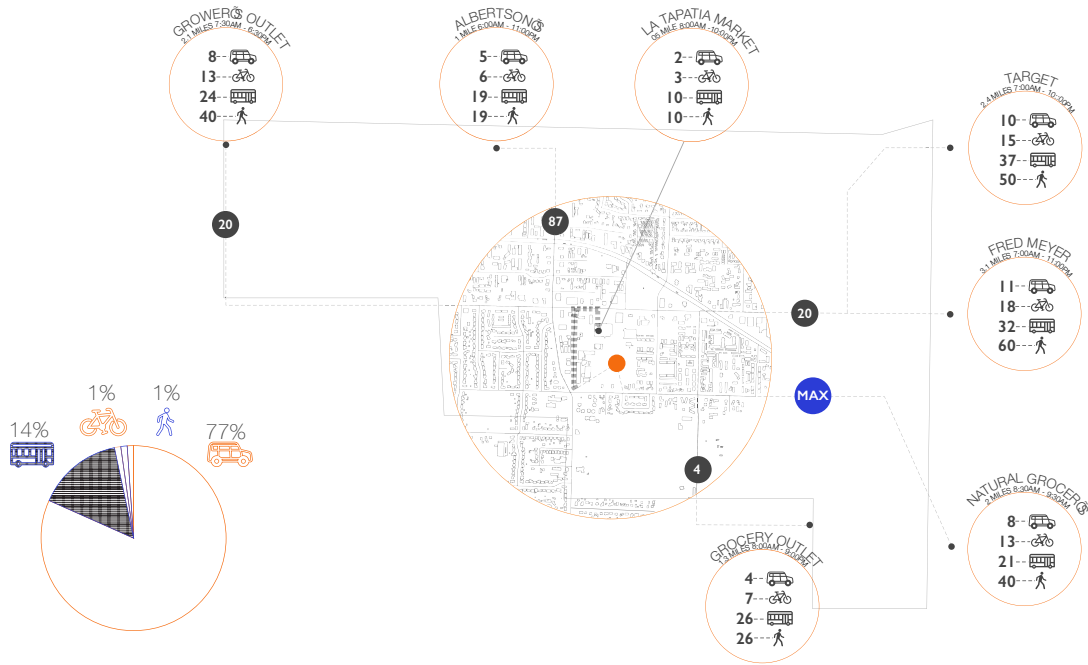 GROWERG̋S OUTLET
2.1 MILES 7:30AM - 6:30PM
8
13
24
40
ALBERTSONG̋S
1 MILE 6:00AM - 11:00PM
5
6
19
19
LA TAPATIA MARKET
05 MILE 8:00AM -10:00PM
2
3
10
10
TARGET
2.4 MILES 7:00AM - 10:00PM
10
15
37
50
20
87
FRED MEYER
3.1 MILES 7:00AM - 11:00PM
11
18
32
60
20
MAX
1%
1%
14%
77%
4
NATURAL GROCERG̋S
2 MILES 8:30AM - 9:30AM
8
13
21
40
GROCERY OUTLET
1.3 MILES 8:00AM - 9:00PM
4
7
26
26